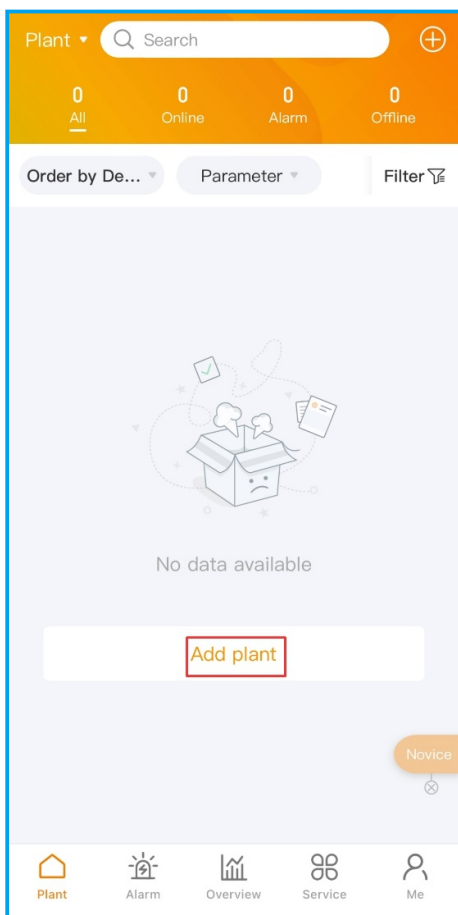 Plant Search
0 0 0 0
All Online Alarm Offline
Order by De... Parameter Filter
No data available
Add plant
Novice
Plant Alarm Overview Service Me